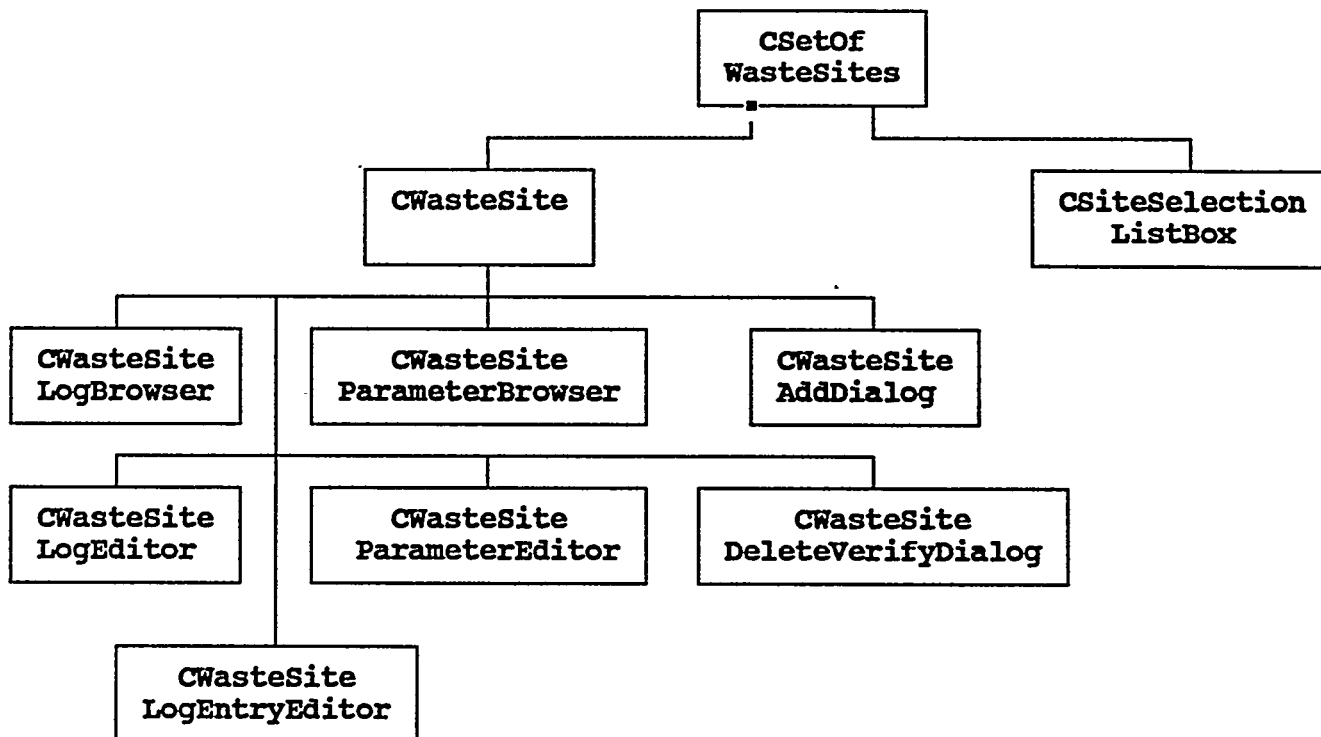 CSetOf
WasteSites
CWasteSite
CSiteSelection
ListBox
CWasteSite
LogBrowser
CWasteSite
ParameterBrowser
CWasteSite
AddDialog
CWasteSite
LogEditor
CWasteSite
ParameterEditor
CWasteSite
DeleteVerifyDialog
CWasteSite
LogEntryEditor